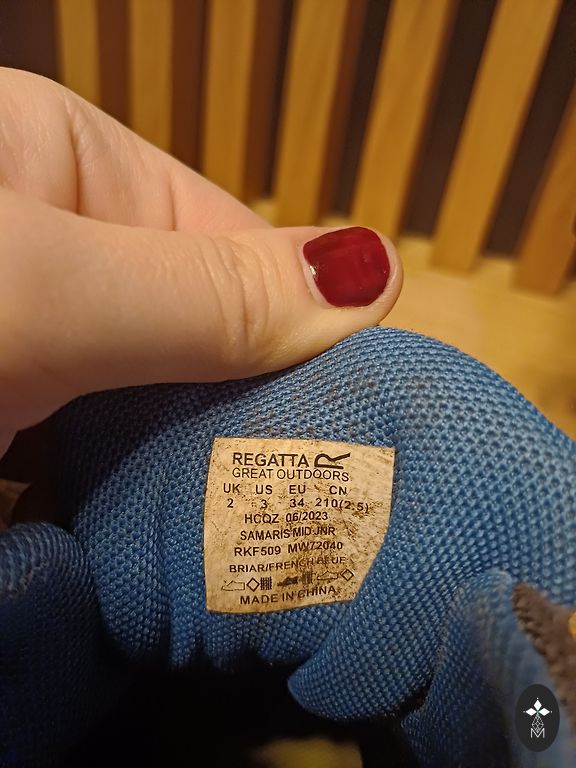 REGATTA R
GREAT OUTDOORS
UK US EU CN
2 3 34 210(2.5)
HCQZ 06/2023
SAMARIS MID JNR
RKF509 MW72040
BRIAR/FRENCH BLUE
MADE IN CHINA
M